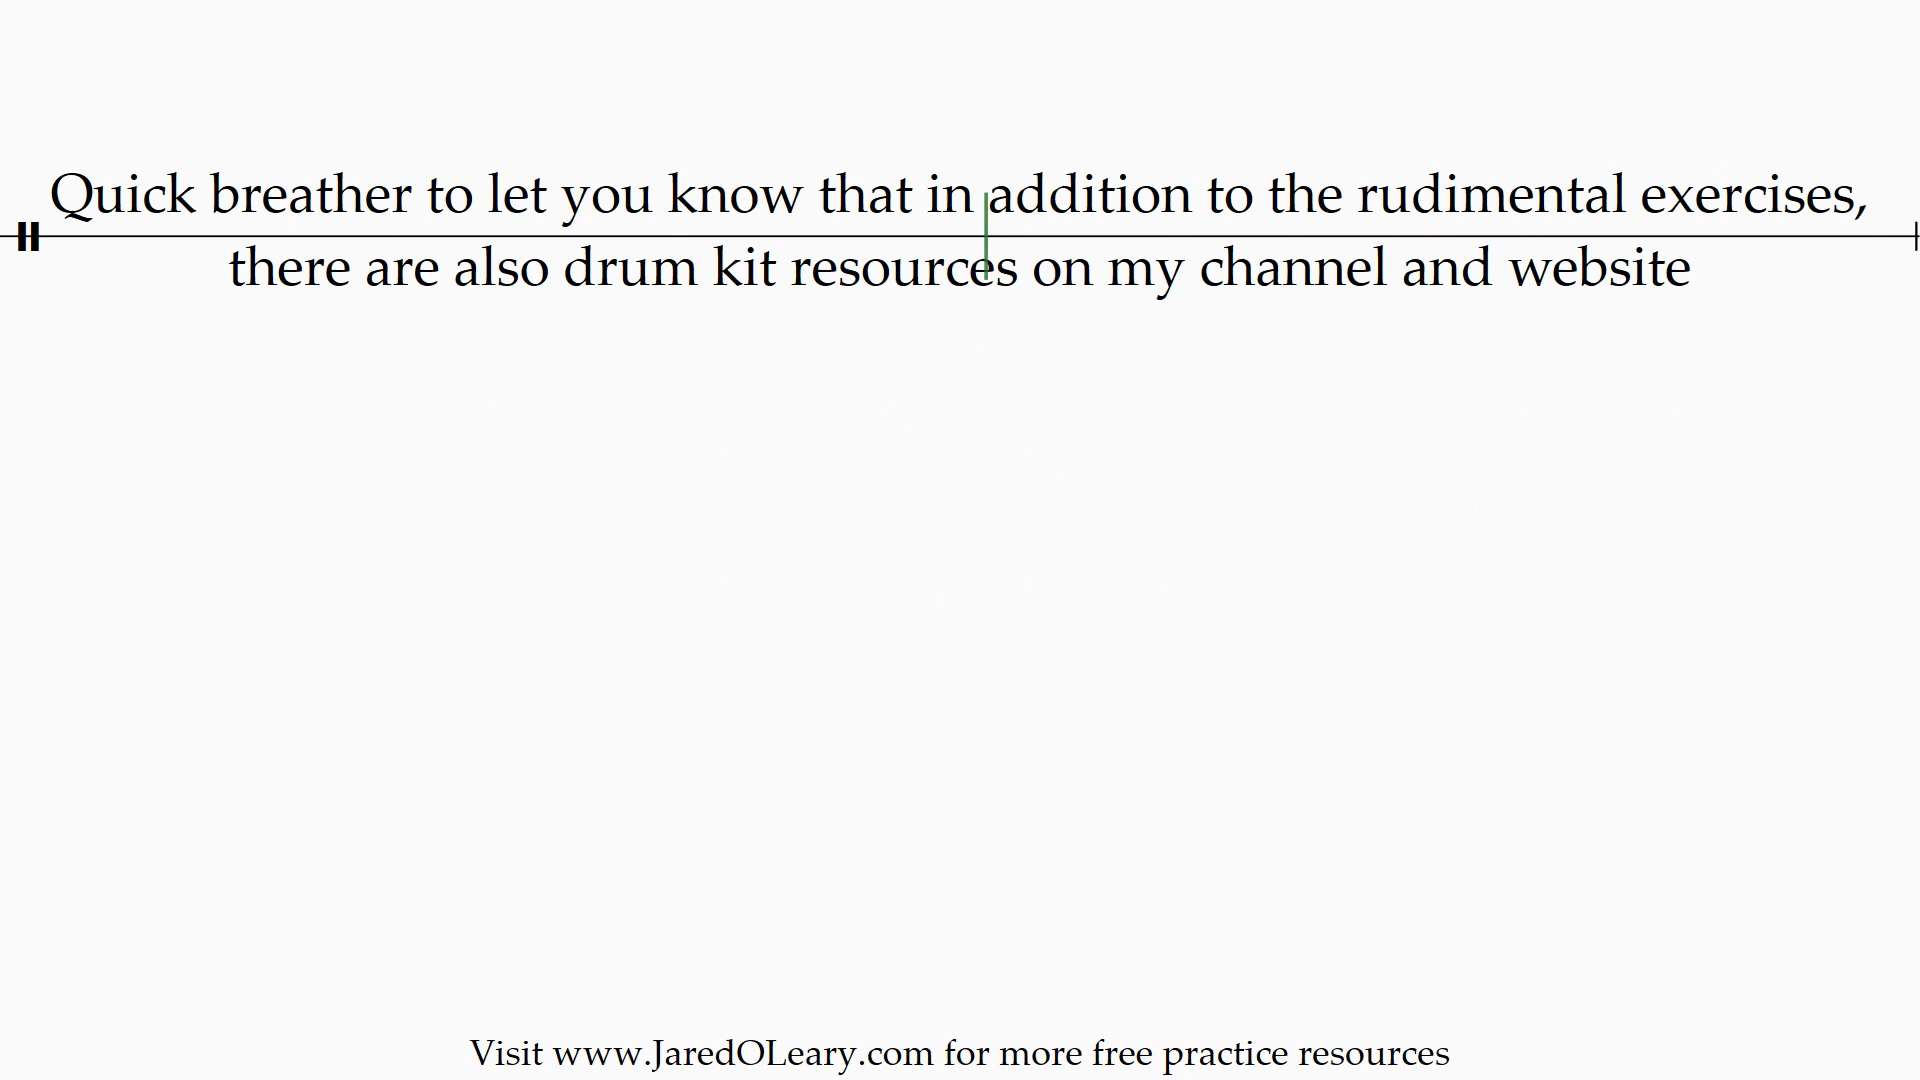 Quick breather to let you know that in addition to the rudimental exercises,
there are also drum kit resources on my channel and website
Visit www.JaredOLeary.com for more free practice resources